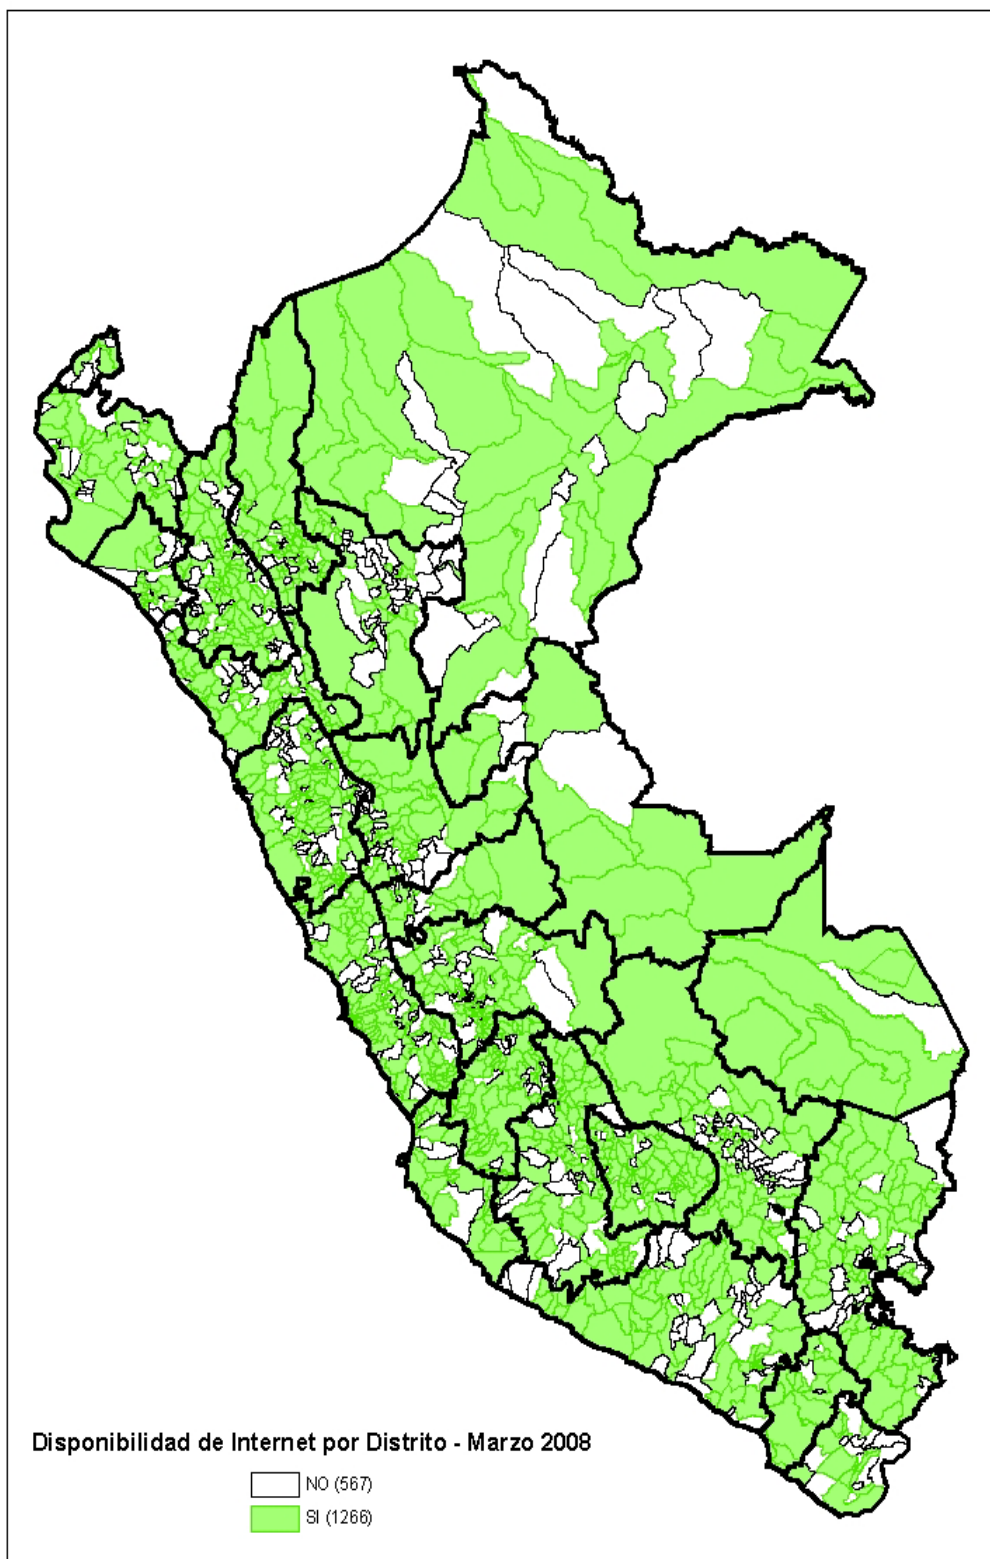 Disponibilidad de Internet por Distrito - Marzo 2008
NO (567)
SI (1266)